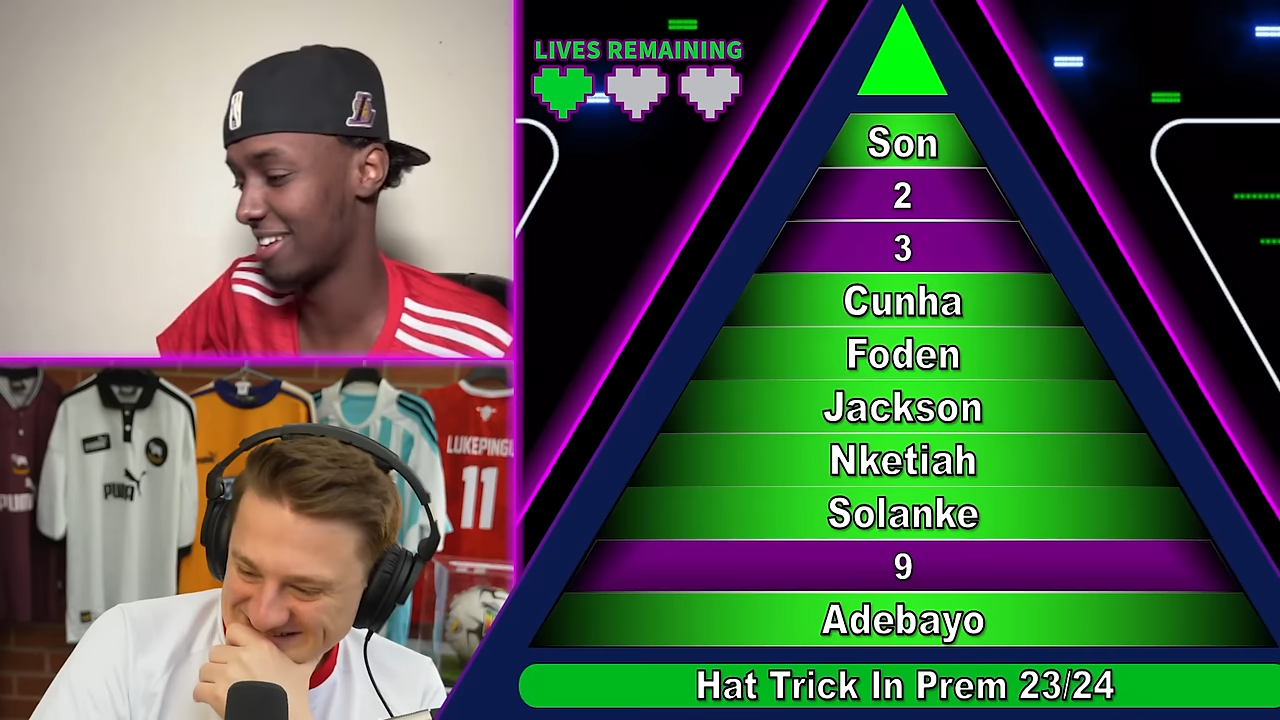 LIVES REMAINING
Son
2
3
Cunha
Foden
Jackson
Nketiah
Solanke
9
Adebayo
Hat Trick In Prem 23/24
L
PUMA
LUKEPINGU
11